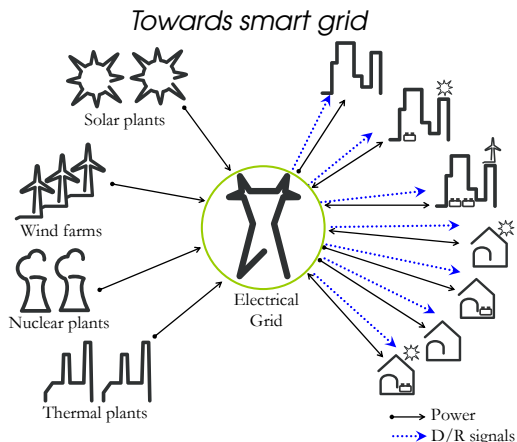 Towards smart grid
Solar plants
Wind farms
Nuclear plants
Thermal plants
Electrical
Grid
Power
D/R signals